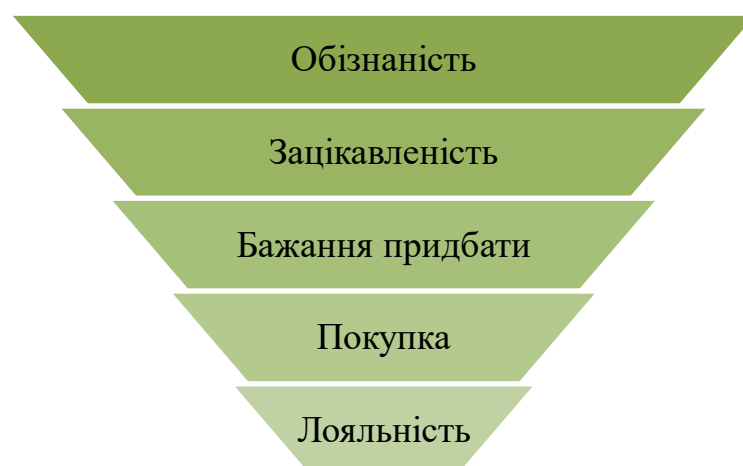 Обізнаність
Зацікавленість
Бажання придбати
Покупка
Лояльність